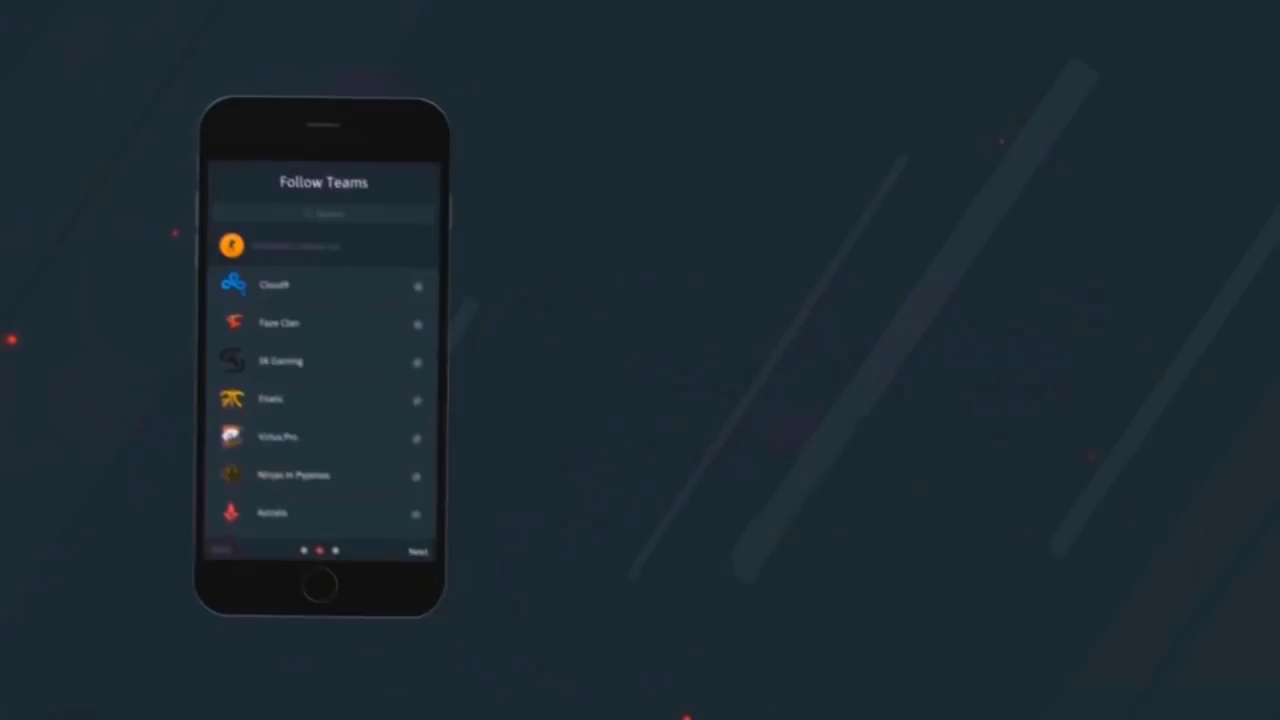 Follow Teams
Cloud9
Faze Clan
SK Gaming
Fnatic
Virtus.Pro
Ninjas In Pyjamas
Astralis
Next